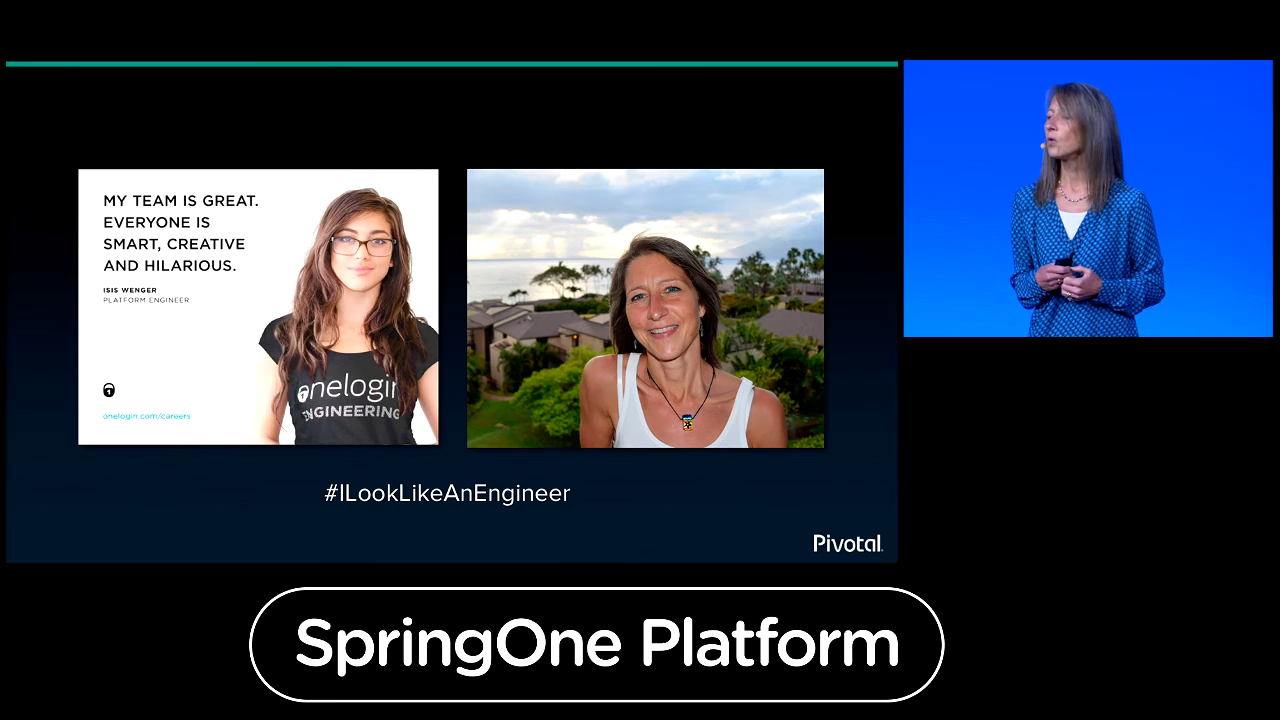 MY TEAM IS GREAT.
EVERYONE IS
SMART, CREATIVE
AND HILARIOUS.
ISIS WENGER
PLATFORM ENGINEER
onelogin
ENGINEERING
onelogin.com/careers
#ILookLikeAnEngineer
Pivotal
SpringOne Platform